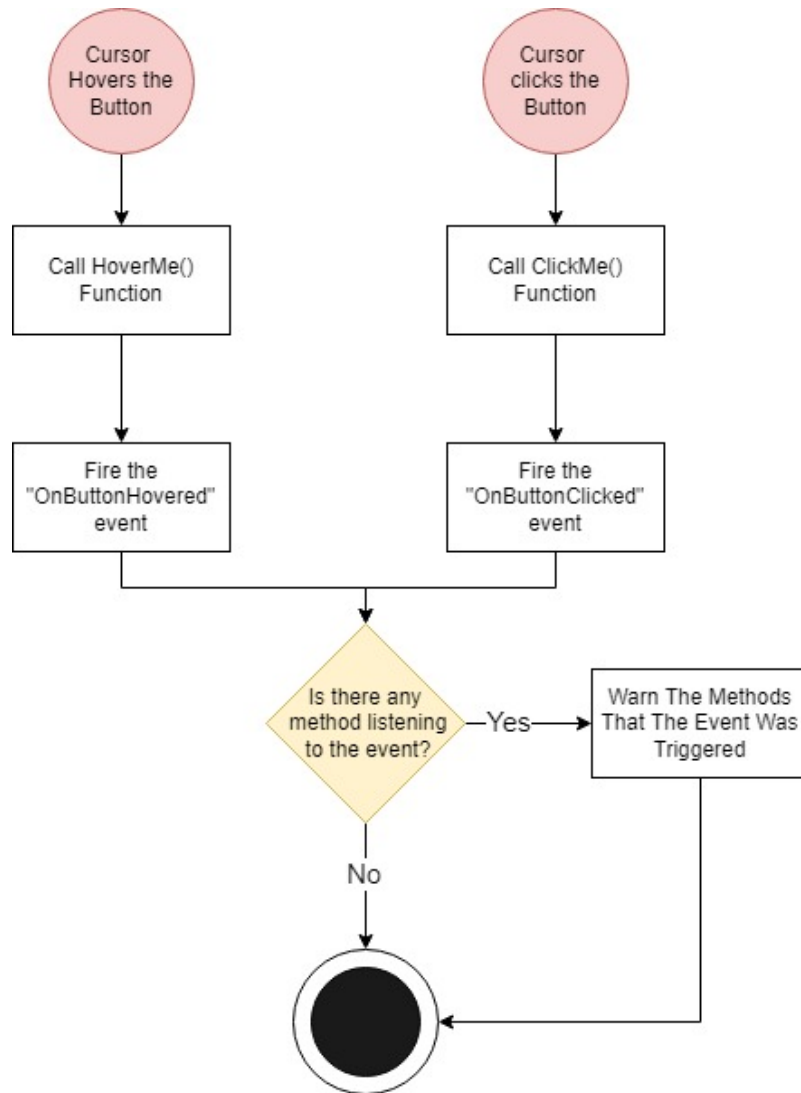 Cursor
Hovers the
Button
Cursor
clicks the
Button
Call HoverMe()
Function
Call ClickMe()
Function
Fire the
"OnButtonHovered"
event
Fire the
"OnButtonClicked"
event
Is there any
method listening
to the event?
Yes
Warn The Methods
That The Event Was
Triggered
No